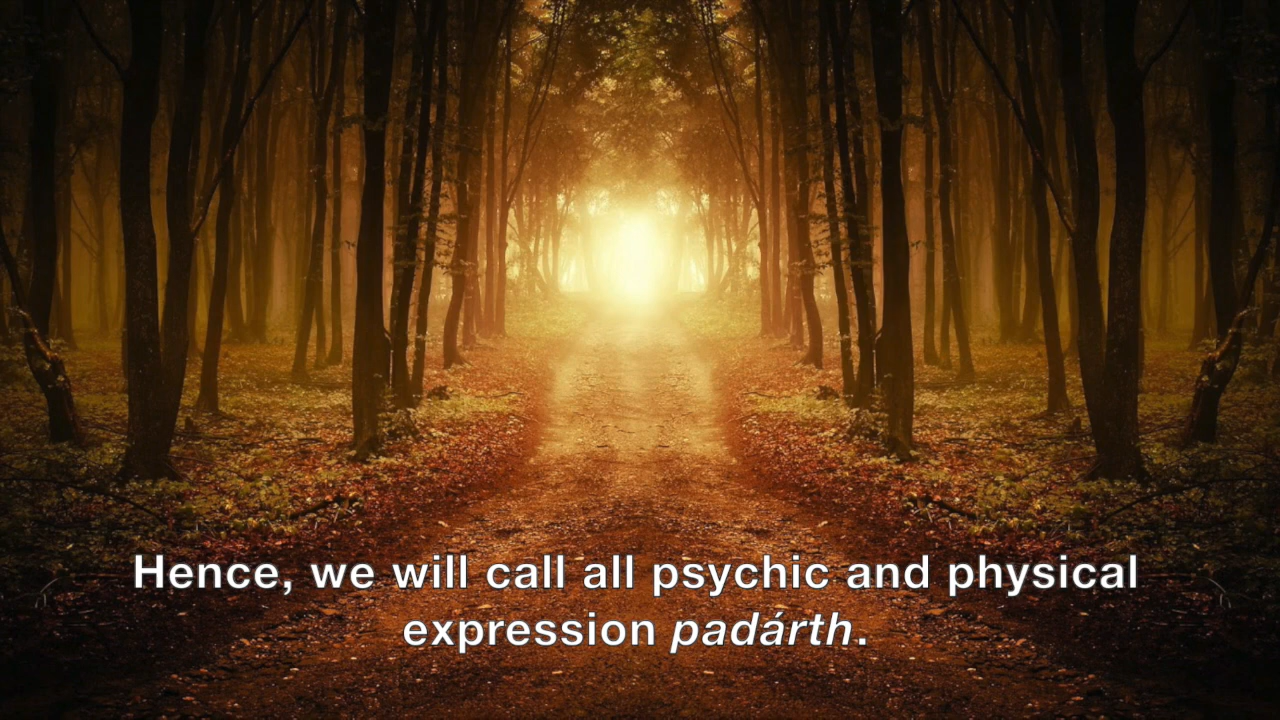 Hence, we will call all psychic and physical
expression padárth.